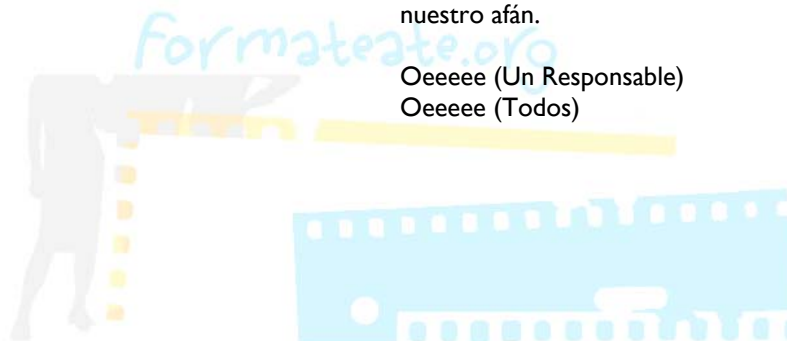 nuestro afán.
formateate.org
Oeeeee (Un Responsable)
Oeeeee (Todos)